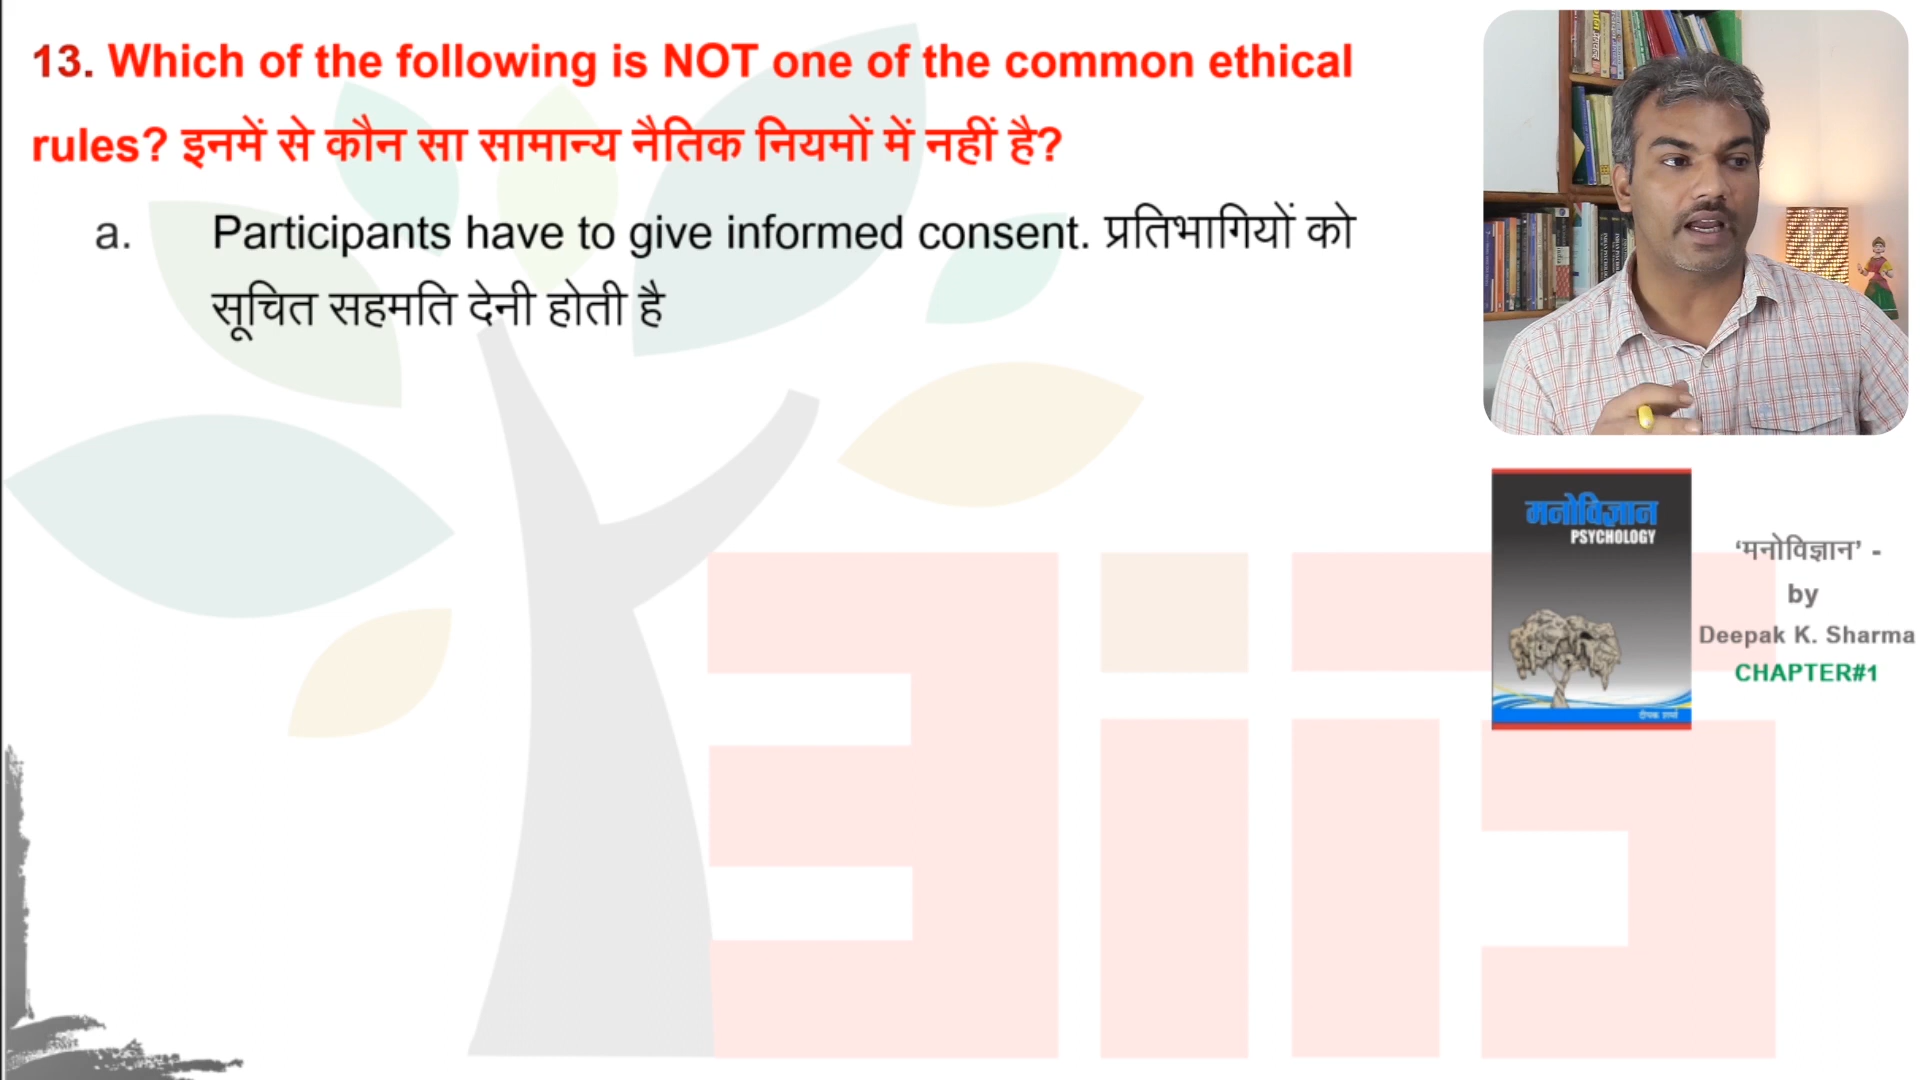 13. Which of the following is NOT one of the common ethical
rules? इनमें से कौन सा सामान्य नैतिक नियमों में नहीं है?
a. Participants have to give informed consent. प्रतिभागियों को
सूचित सहमति देनी होती है
मनोविज्ञान
PSYCHOLOGY
‘मनोविज्ञान’ -
by
Deepak K. Sharma
CHAPTER#1